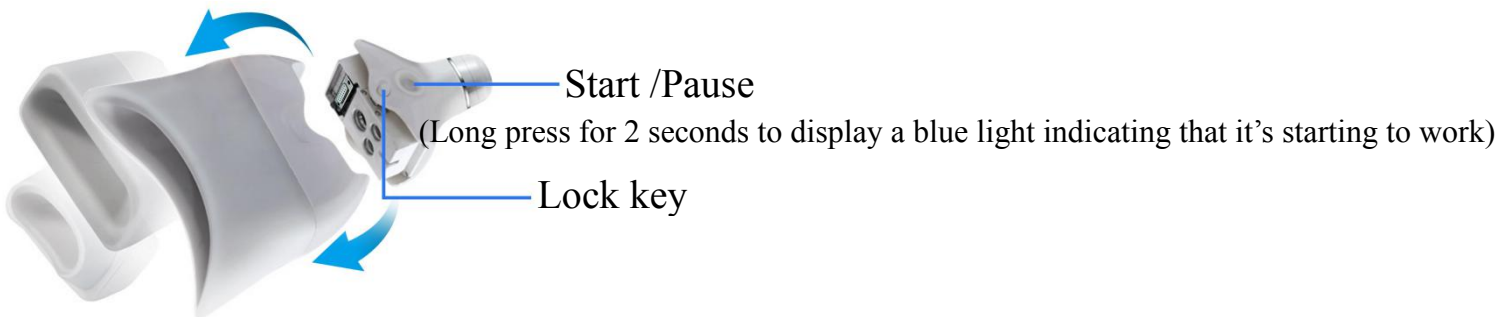 Start /Pause
(Long press for 2 seconds to display a blue light indicating that it’s starting to work)
Lock key